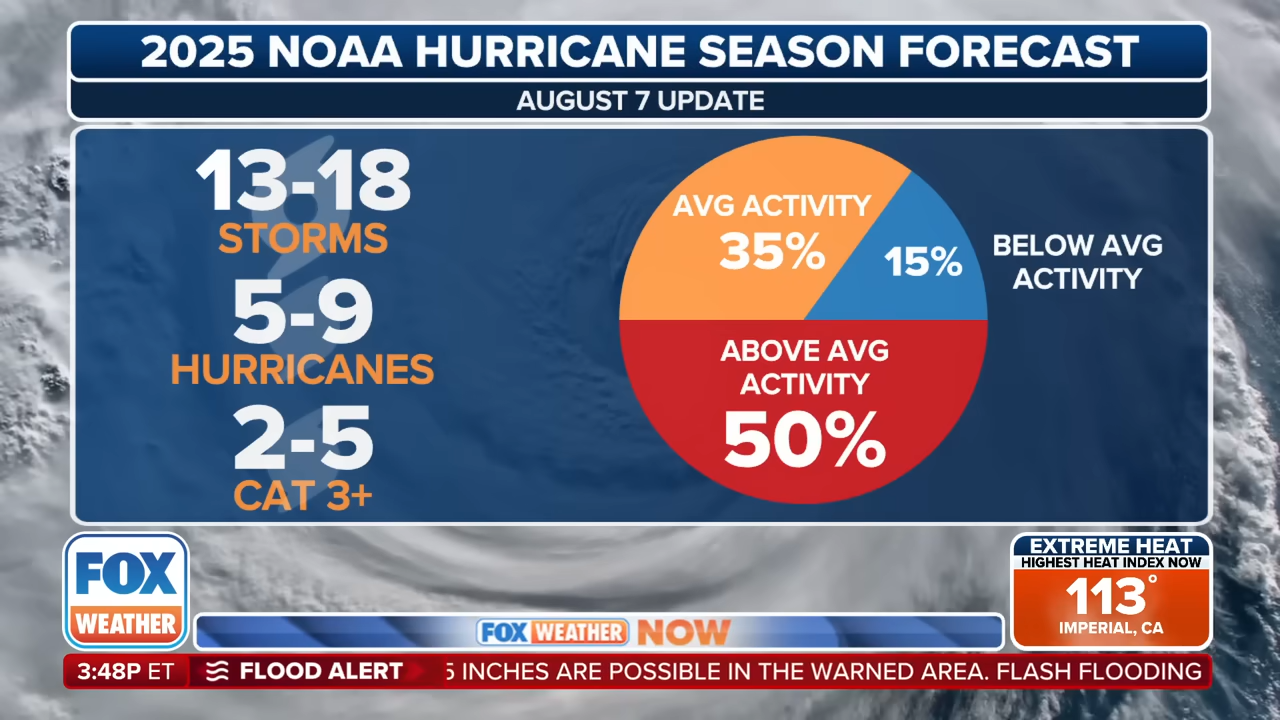 2025 NOAA HURRICANE SEASON FORECAST
AUGUST 7 UPDATE
13-18
STORMS
5-9
HURRICANES
2-5
CAT 3+
AVG ACTIVITY
35%
15%
BELOW AVG
ACTIVITY
ABOVE AVG
ACTIVITY
50%
FOX
WEATHER
FOX WEATHER NOW
EXTREME HEAT
HIGHEST HEAT INDEX NOW
113°
IMPERIAL, CA
3:48P ET
FLOOD ALERT
5 INCHES ARE POSSIBLE IN THE WARNED AREA. FLASH FLOODING